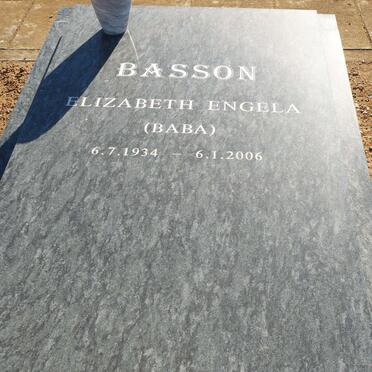 BASSON
ELIZABETH ENGELA
(BABA)
6.7.1934 – 6.1.2006